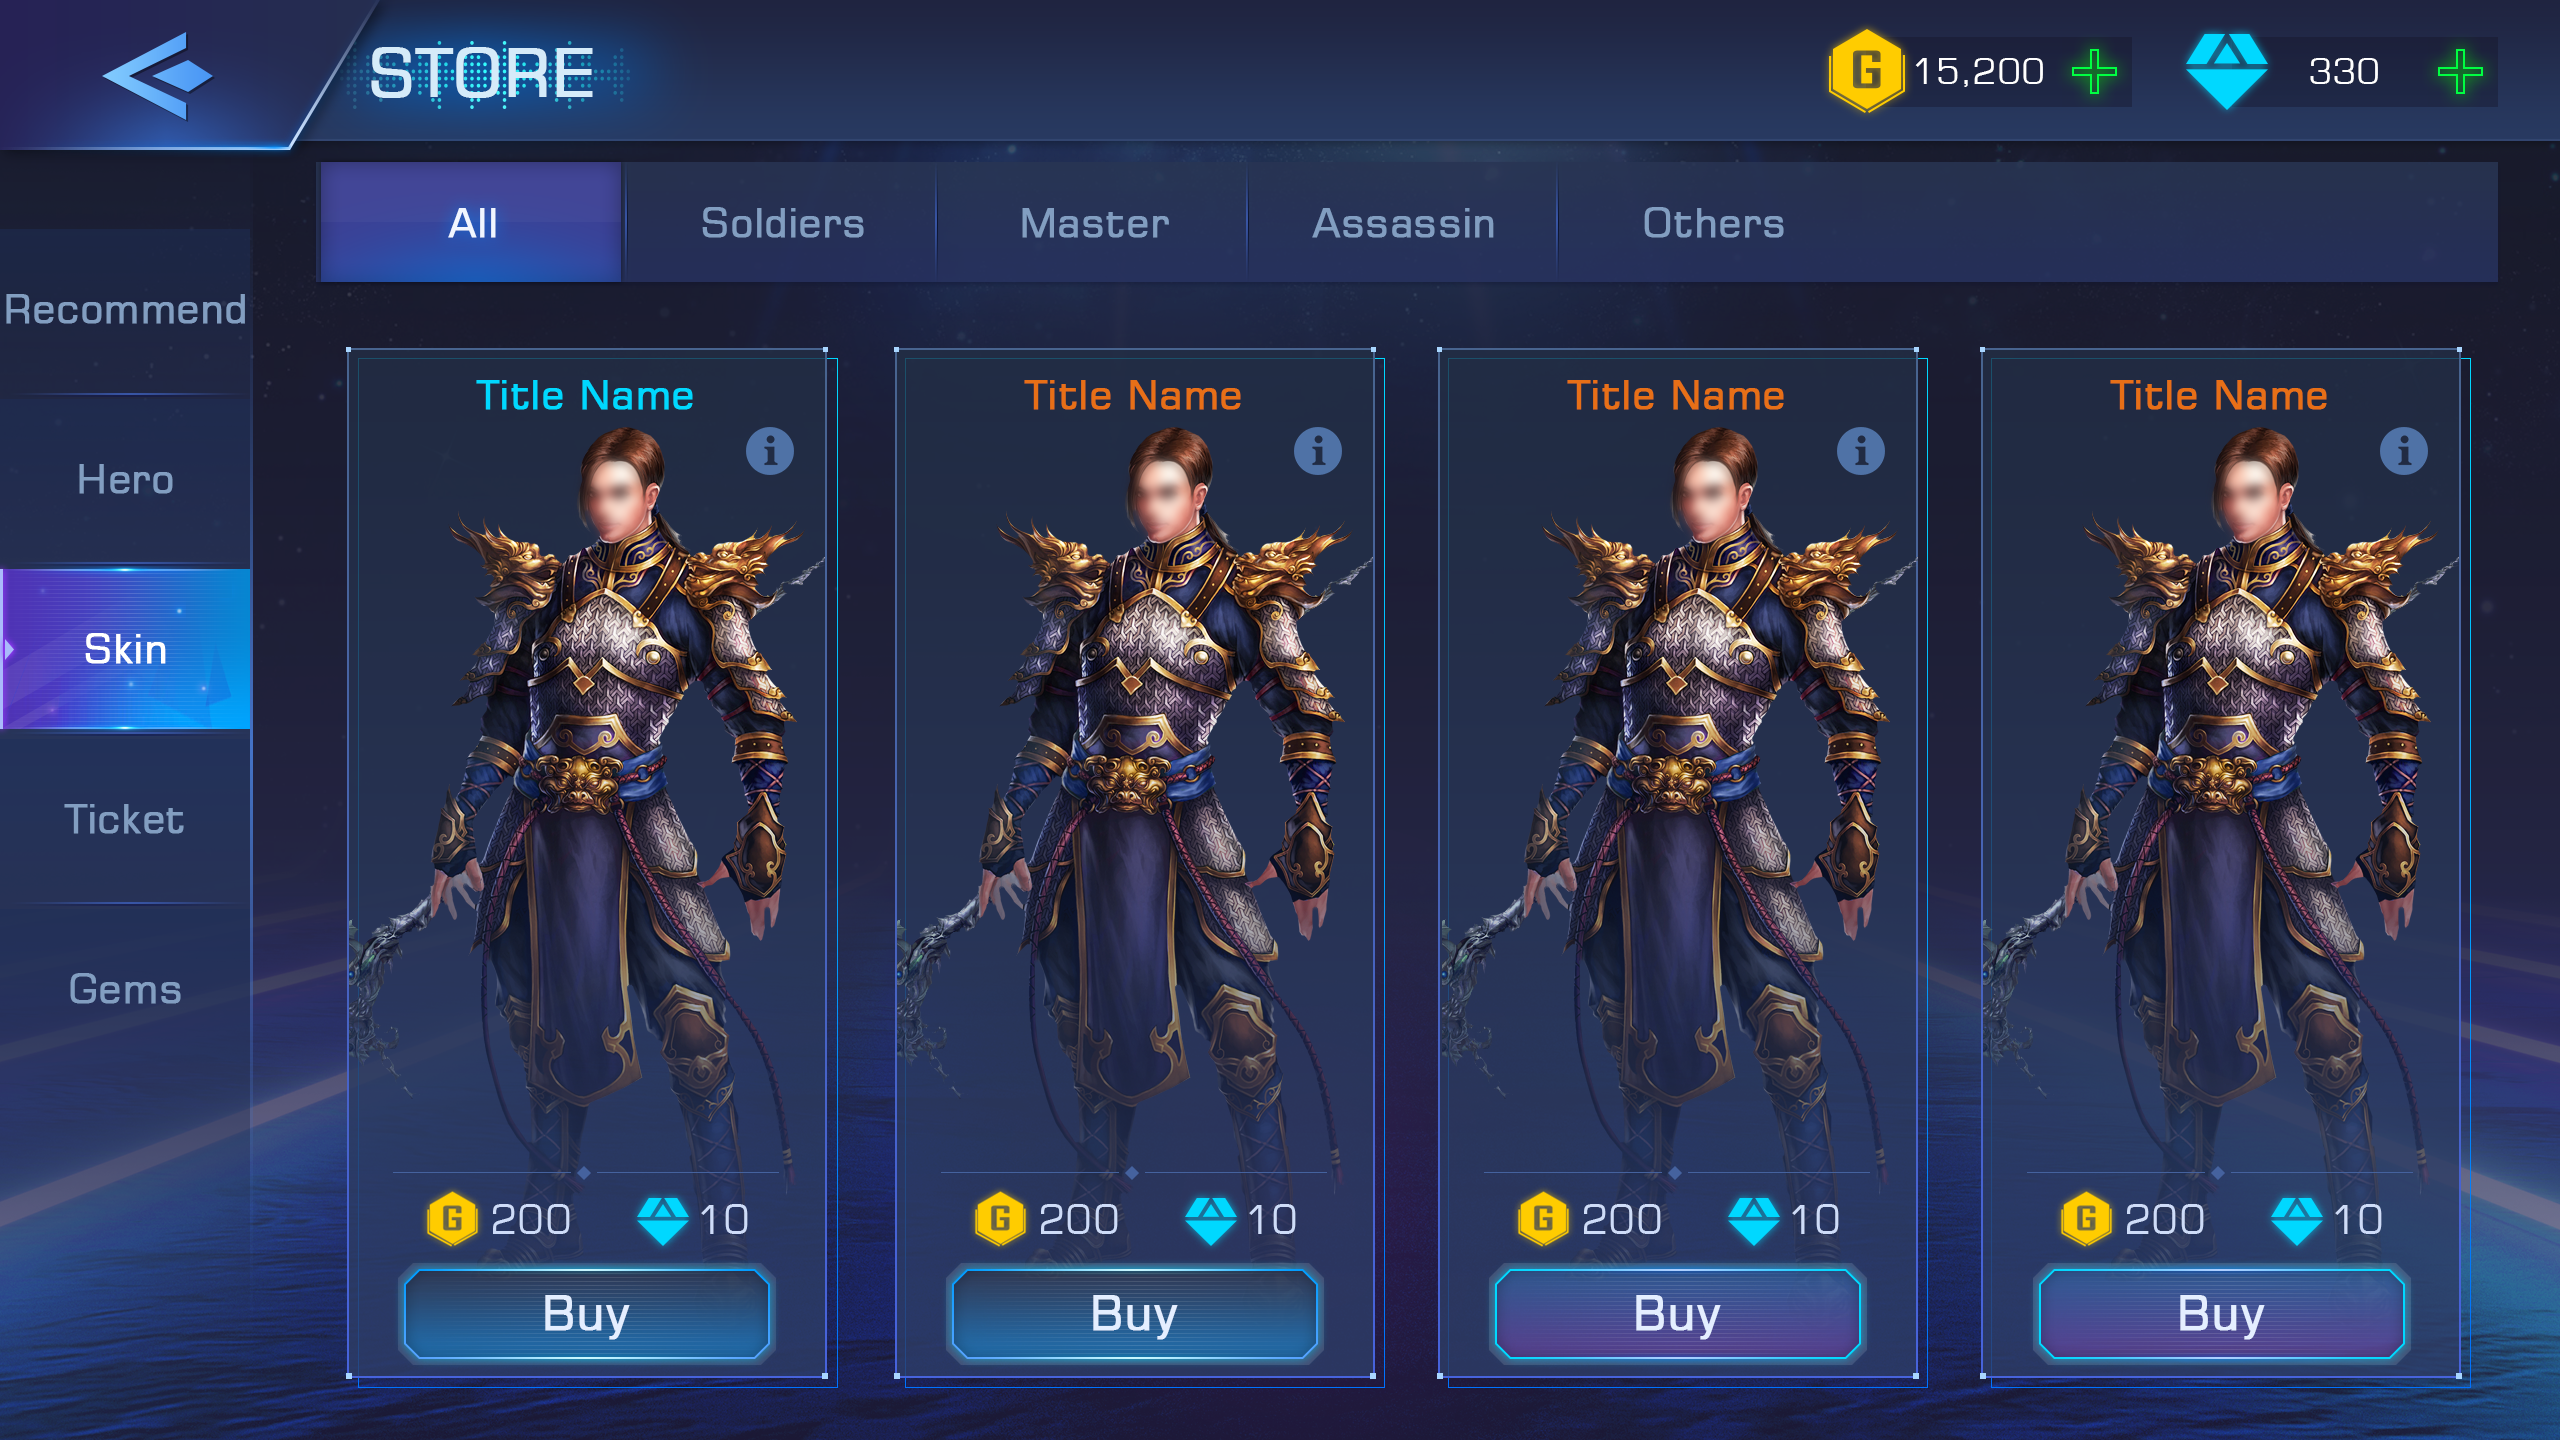 STORE
G 15,200
330
All Soldiers Master Assassin Others
Recommend
Hero
Skin
Ticket
Gems
Title Name
i
G 200 10
Buy
Title Name
i
G 200 10
Buy
Title Name
i
G 200 10
Buy
Title Name
i
G 200 10
Buy